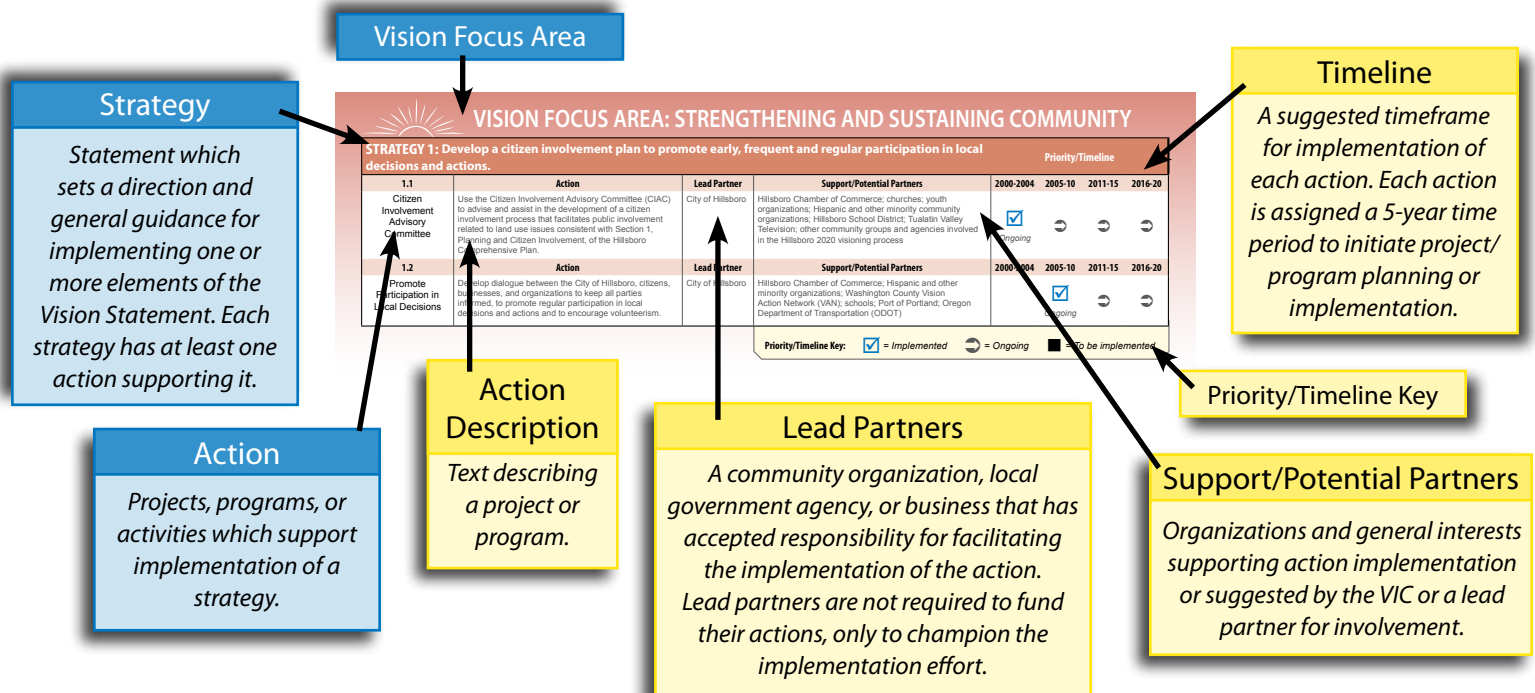 Vision Focus Area
Strategy
Statement which
sets a direction and
general guidance for
implementing one or
more elements of the
Vision Statement. Each
strategy has at least one
action supporting it.
VISION FOCUS AREA: STRENGTHENING AND SUSTAINING COMMUNITY
STRATEGY 1: Develop a citizen involvement plan to promote early, frequent and regular participation in local
decisions and actions.
Priority/Timeline
1.1 Action Lead Partner Support/Potential Partners 2000-2004 2005-10 2011-15 2016-20
Citizen
Involvement
Advisory
Committee
Use the Citizen Involvement Advisory Committee (CIAC)
to advise and assist in the development of a citizen
involvement process that facilitates public involvement
related to land use issues consistent with Section 1,
Planning and Citizen Involvement, of the Hillsboro
Comprehensive Plan.
City of Hillsboro
Hillsboro Chamber of Commerce; churches; youth
organizations; Hispanic and other minority community
organizations; Hillsboro School District; Tualatin Valley
Television; other community groups and agencies involved
in the Hillsboro 2020 visioning process
Ongoing
1.2 Action Lead Partner Support/Potential Partners 2000-2004 2005-10 2011-15 2016-20
Promote
Participation in
Local Decisions
Develop dialogue between the City of Hillsboro, citizens,
businesses, and organizations to keep all parties
informed, to promote regular participation in local
decisions and actions and to encourage volunteerism.
City of Hillsboro
Hillsboro Chamber of Commerce; Hispanic and other
minority organizations; Washington County Vision
Action Network (VAN); schools; Port of Portland; Oregon
Department of Transportation (ODOT)
Ongoing
Priority/Timeline Key: = Implemented = Ongoing = To be implemented
Timeline
A suggested timeframe
for implementation of
each action. Each action
is assigned a 5-year time
period to initiate project/
program planning or
implementation.
Priority/Timeline Key
Action
Projects, programs, or
activities which support
implementation of a
strategy.
Action
Description
Text describing
a project or
program.
Lead Partners
A community organization, local
government agency, or business that has
accepted responsibility for facilitating
the implementation of the action.
Lead partners are not required to fund
their actions, only to champion the
implementation effort.
Support/Potential Partners
Organizations and general interests
supporting action implementation
or suggested by the VIC or a lead
partner for involvement.